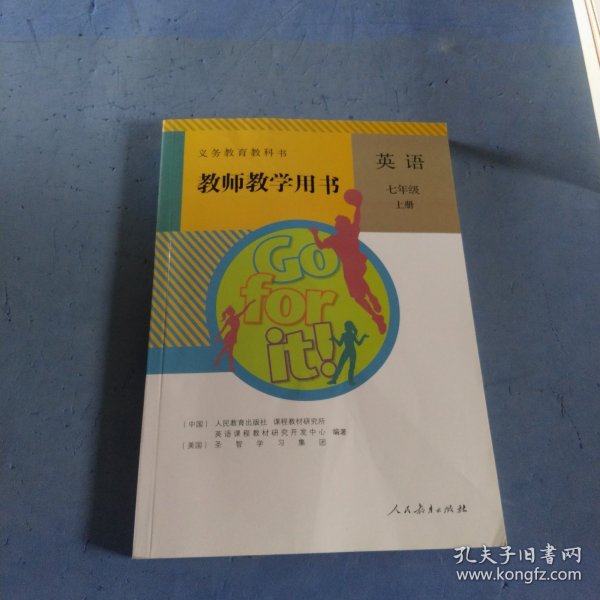 义务教育教科书
教师教学用书
英语
七年级
上册
Go
for
it!
（中国） 人民教育出版社 课程教材研究所
英语课程教材研究开发中心 编著
（美国） 圣智学习集团
人民教育出版社
孔夫子旧书网
www.kongfz.com